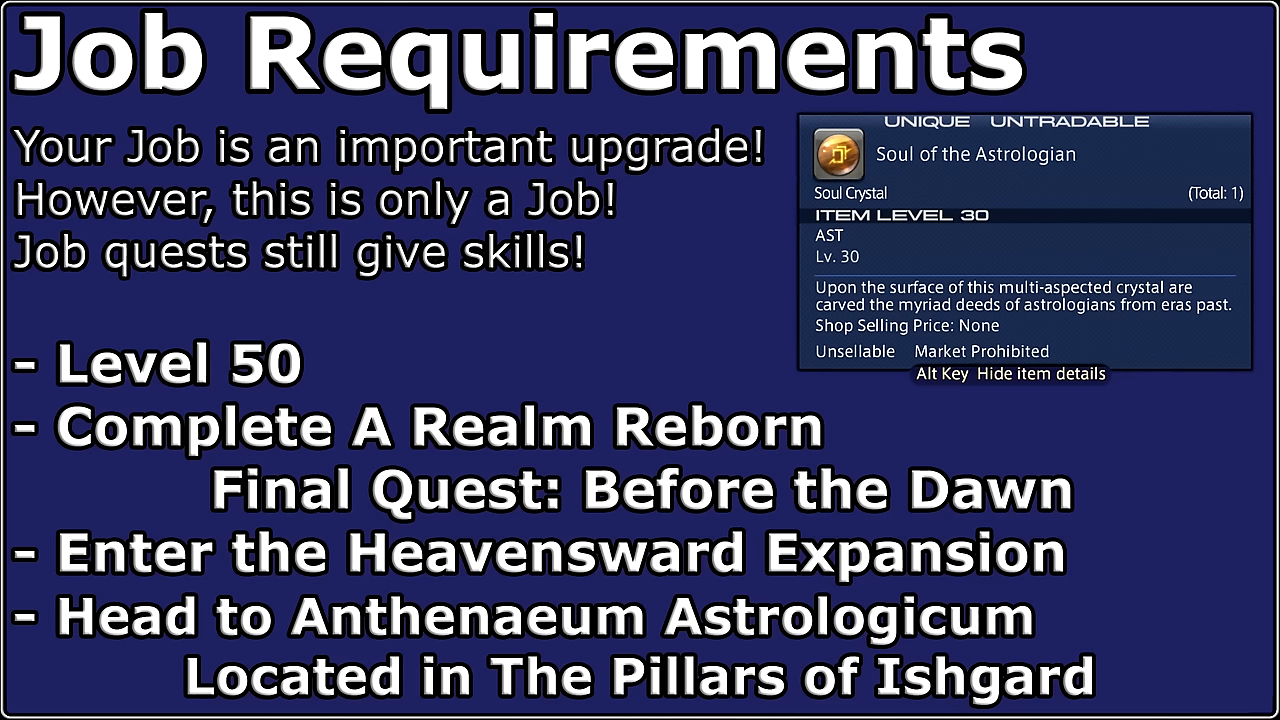 Job Requirements
Your Job is an important upgrade!
However, this is only a Job!
Job quests still give skills!
UNIQUE UNTRADABLE
Soul of the Astrologian
Soul Crystal (Total: 1)
ITEM LEVEL 30
AST
Lv. 30
Upon the surface of this multi-aspected crystal are
carved the myriad deeds of astrologians from eras past.
Shop Selling Price: None
Unsellable Market Prohibited
Alt Key Hide item details
- Level 50
- Complete A Realm Reborn
Final Quest: Before the Dawn
- Enter the Heavensward Expansion
- Head to Anthenaeum Astrologicum
Located in The Pillars of Ishgard